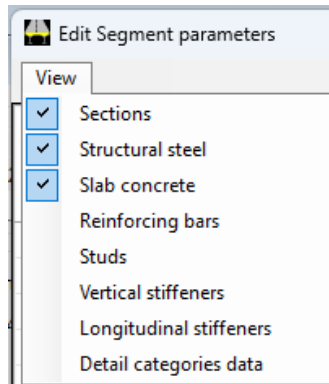 Edit Segment parameters
View
Sections
Structural steel
Slab concrete
Reinforcing bars
Studs
Vertical stiffeners
Longitudinal stiffeners
Detail categories data